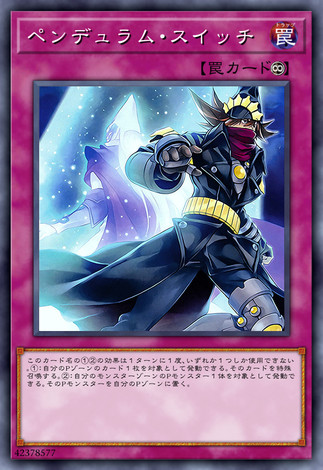 ペンデュラム・スイッチ
トラップ
罠
【罠カード】
このカード名の①②の効果は1ターンに1度、いずれか1つしか使用できない
。①:自分のPゾーンのカード1枚を対象として発動できる。そのカードを特殊
召喚する。②:自分のモンスターゾーンのPモンスター1体を対象として発動で
きる。そのPモンスターを自分のPゾーンに置く。
42378577